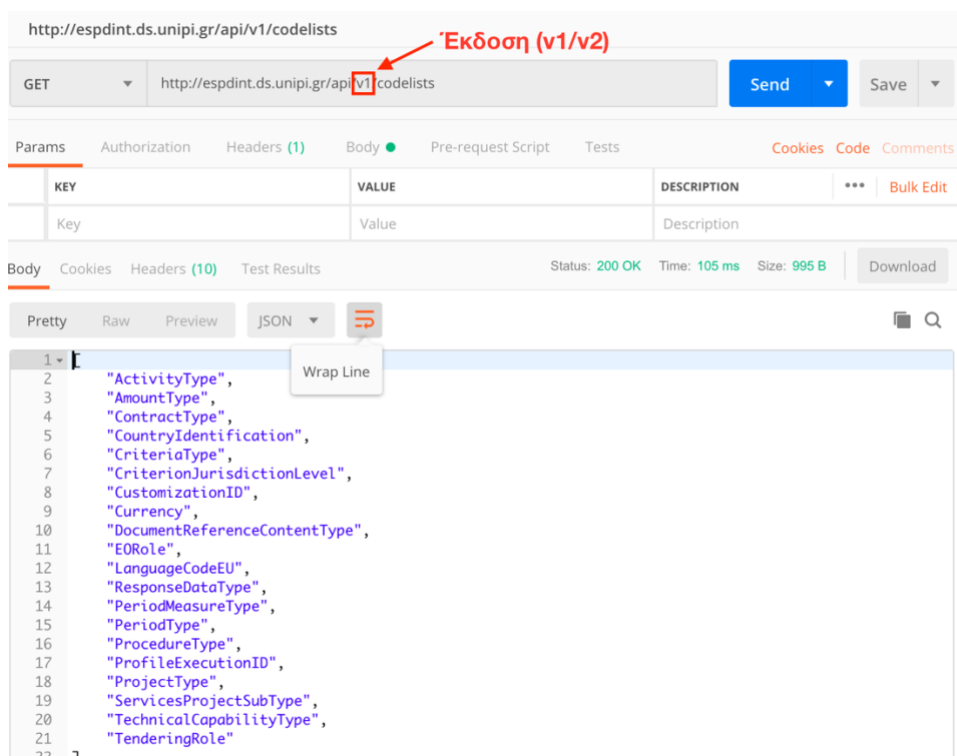 http://espdint.ds.unipi.gr/api/v1/codelists
Έκδοση (v1/v2)
GET http://espdint.ds.unipi.gr/api/v1/codelists Send Save
Params Authorization Headers (1) Body Pre-request Script Tests Cookies Code Comments
KEY VALUE DESCRIPTION ••• Bulk Edit
Key Value Description
Body Cookies Headers (10) Test Results Status: 200 OK Time: 105 ms Size: 995 B Download
Pretty Raw Preview JSON
Wrap Line
1 [
2 "ActivityType",
3 "AmountType",
4 "ContractType",
5 "CountryIdentification",
6 "CriteriaType",
7 "CriterionJurisdictionLevel",
8 "CustomizationID",
9 "Currency",
10 "DocumentReferenceContentType",
11 "EORole",
12 "LanguageCodeEU",
13 "ResponseDataType",
14 "PeriodMeasureType",
15 "PeriodType",
16 "ProcedureType",
17 "ProfileExecutionID",
18 "ProjectType",
19 "ServicesProjectSubType",
20 "TechnicalCapabilityType",
21 "TenderingRole"
22 ]